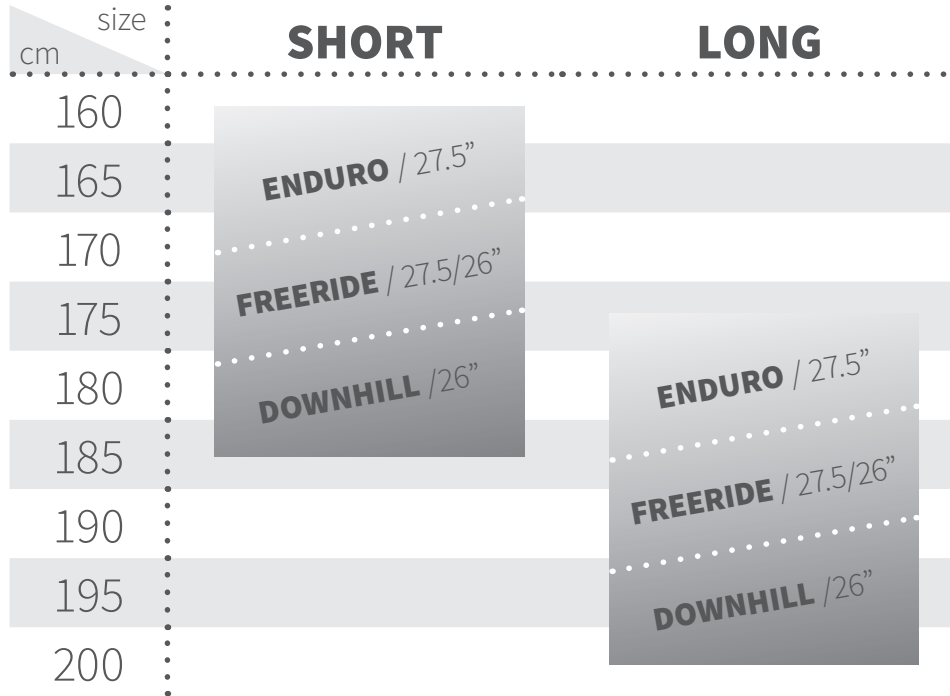 size
cm
SHORT
LONG
160
165
170
175
180
185
190
195
200
ENDURO / 27.5”
FREERIDE / 27.5/26”
DOWNHILL /26”
ENDURO / 27.5”
FREERIDE / 27.5/26”
DOWNHILL /26”